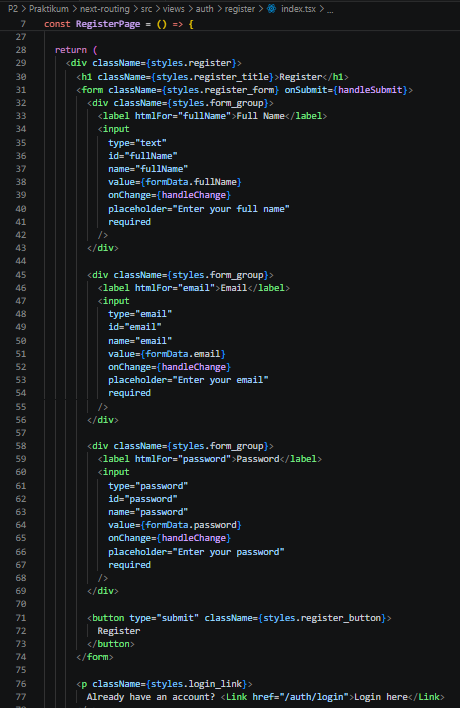 P2 > Praktikum > next-routing > src > views > auth > register > index.tsx > ...
7 const RegisterPage = () => {
27
28 return (
29 <div className={styles.register}>
30 <h1 className={styles.register_title}>Register</h1>
31 <form className={styles.register_form} onSubmit={handleSubmit}>
32 <div className={styles.form_group}>
33 <label htmlFor="fullName">Full Name</label>
34 <input
35 type="text"
36 id="fullName"
37 name="fullName"
38 value={formData.fullName}
39 onChange={handleChange}
40 placeholder="Enter your full name"
41 required
42 />
43 </div>
44
45 <div className={styles.form_group}>
46 <label htmlFor="email">Email</label>
47 <input
48 type="email"
49 id="email"
50 name="email"
51 value={formData.email}
52 onChange={handleChange}
53 placeholder="Enter your email"
54 required
55 />
56 </div>
57
58 <div className={styles.form_group}>
59 <label htmlFor="password">Password</label>
60 <input
61 type="password"
62 id="password"
63 name="password"
64 value={formData.password}
65 onChange={handleChange}
66 placeholder="Enter your password"
67 required
68 />
69 </div>
70
71 <button type="submit" className={styles.register_button}>
72 Register
73 </button>
74 </form>
75
76 <p className={styles.login_link}>
77 Already have an account? <Link href="/auth/login">Login here</Link>